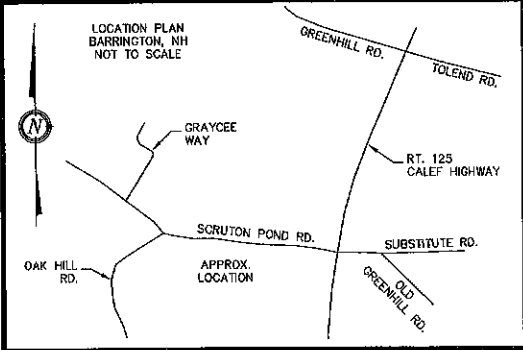 LOCATION PLAN
BARRINGTON, NH
NOT TO SCALE
GREENHILL RD.
TOLEND RD.
N
GRAYCEE
WAY
RT. 125
CALEF HIGHWAY
SCRUTON POND RD.
SUBSTITUTE RD.
OAK HILL
RD.
APPROX.
LOCATION
OLD
GREENHILL RD.